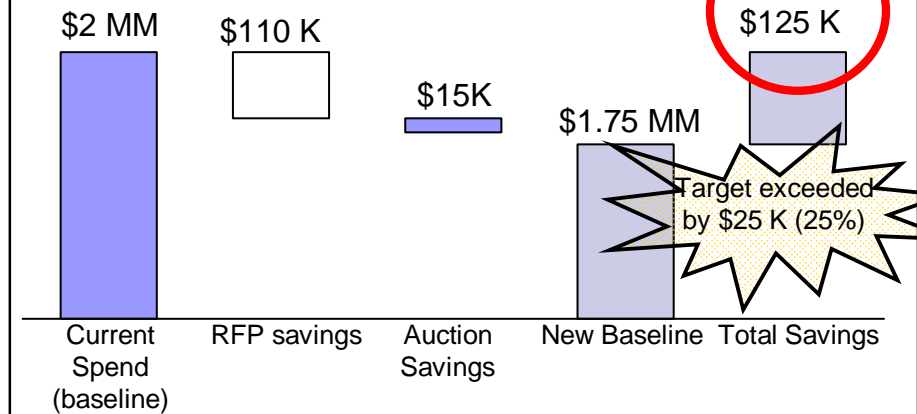 $2 MM
$110 K
$15K
$1.75 MM
$125 K
Target exceeded
by $25 K (25%)
Current
Spend
(baseline)
RFP savings
Auction
Savings
New Baseline
Total Savings